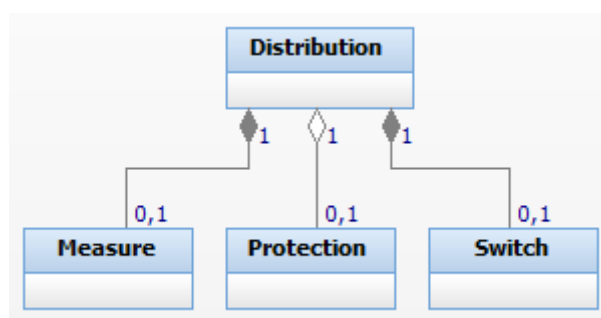 Distribution
1 1 1
0,1 0,1 0,1
Measure Protection Switch